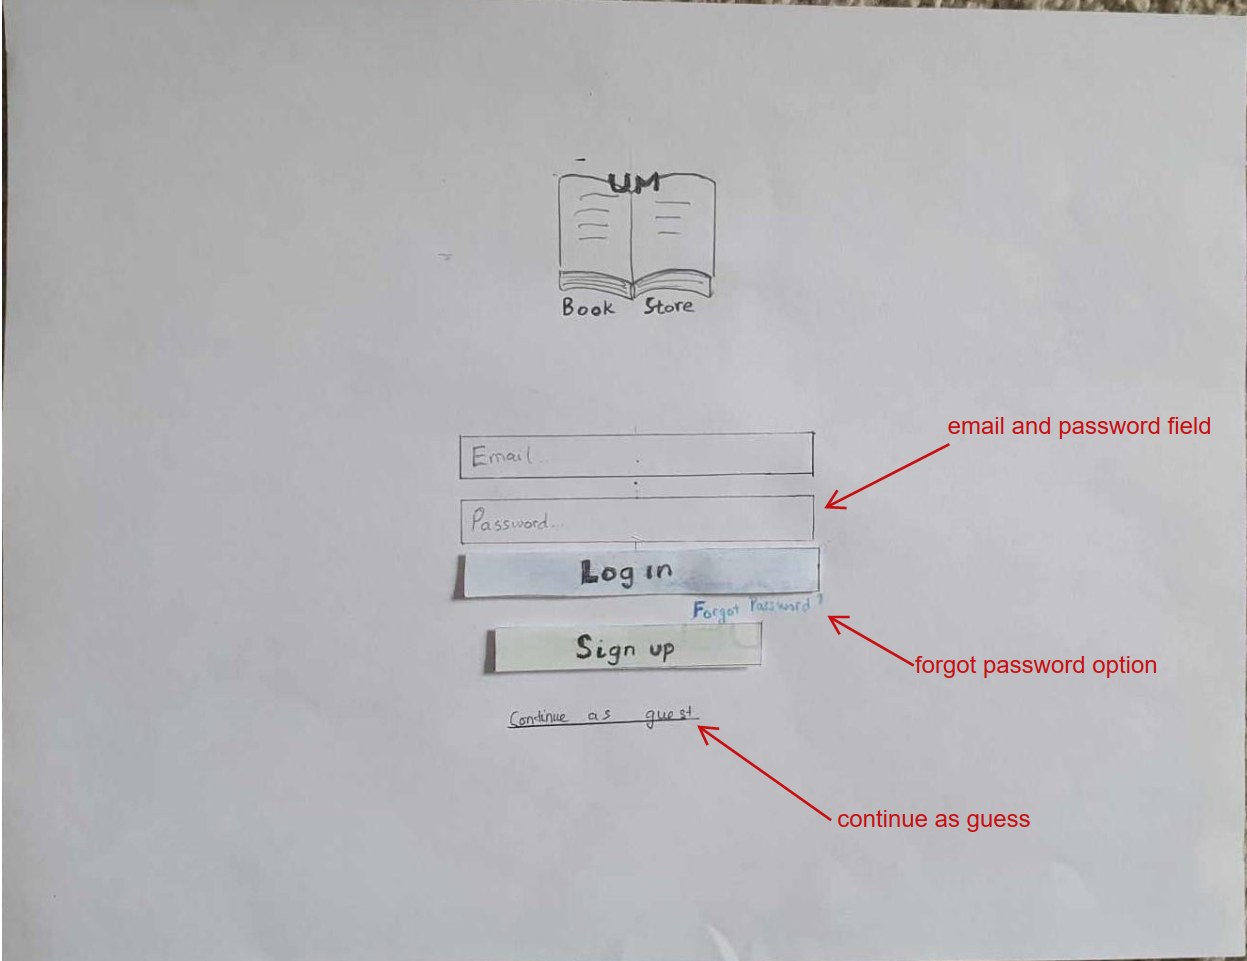 UM
Book Store
email and password field
Email...
Password...
Log in
Forgot Password?
Sign up
forgot password option
Continue as guest
continue as guess